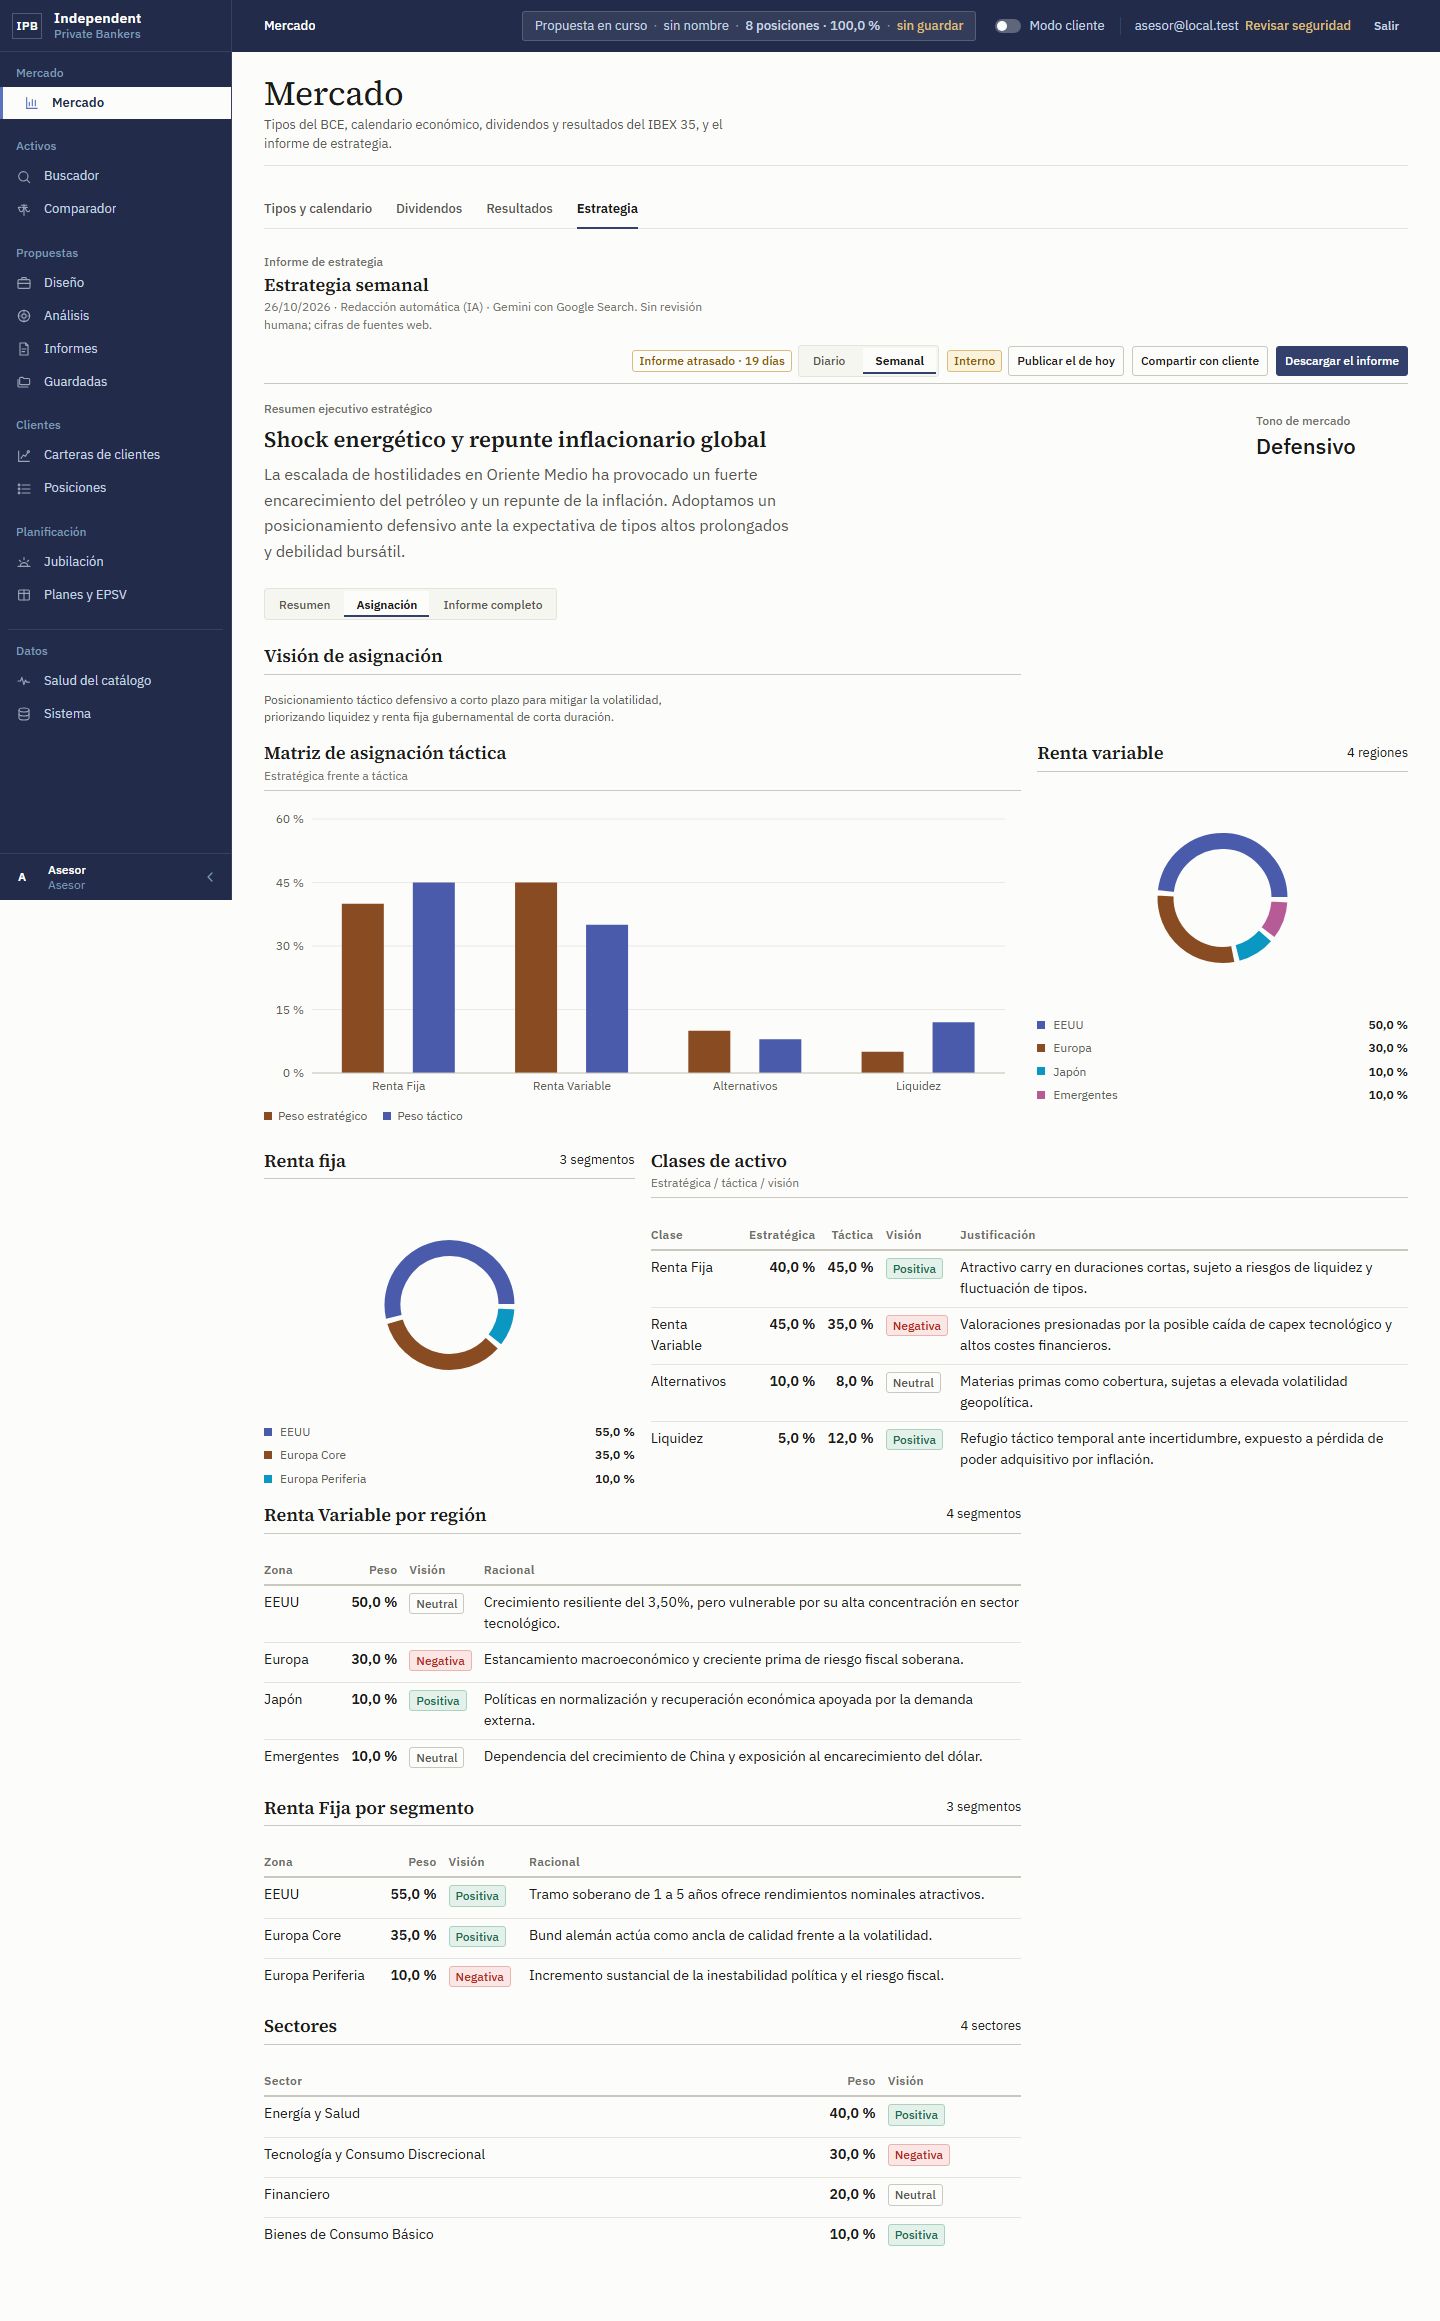 IPB
Independent
Private Bankers
Mercado
Propuesta en curso · sin nombre · 8 posiciones · 100,0 % · sin guardar
Modo cliente
asesor@local.test
Revisar seguridad
Salir
Mercado
Mercado
Activos
Buscador
Comparador
Propuestas
Diseño
Análisis
Informes
Guardadas
Clientes
Carteras de clientes
Posiciones
Planificación
Jubilación
Planes y EPSV
Datos
Salud del catálogo
Sistema
A
Asesor
Asesor
Mercado
Tipos del BCE, calendario económico, dividendos y resultados del IBEX 35, y el
informe de estrategia.
Tipos y calendario
Dividendos
Resultados
Estrategia
Informe de estrategia
Estrategia semanal
26/10/2026 · Redacción automática (IA) · Gemini con Google Search. Sin revisión
humana; cifras de fuentes web.
Informe atrasado · 19 días
Diario
Semanal
Interno
Publicar el de hoy
Compartir con cliente
Descargar el informe
Resumen ejecutivo estratégico
Shock energético y repunte inflacionario global
La escalada de hostilidades en Oriente Medio ha provocado un fuerte
encarecimiento del petróleo y un repunte de la inflación. Adoptamos un
posicionamiento defensivo ante la expectativa de tipos altos prolongados
y debilidad bursátil.
Tono de mercado
Defensivo
Resumen
Asignación
Informe completo
Visión de asignación
Posicionamiento táctico defensivo a corto plazo para mitigar la volatilidad,
priorizando liquidez y renta fija gubernamental de corta duración.
Matriz de asignación táctica
Estratégica frente a táctica
60 %
45 %
30 %
15 %
0 %
Renta Fija
Renta Variable
Alternativos
Liquidez
Peso estratégico
Peso táctico
Renta variable
4 regiones
EEUU 50,0 %
Europa 30,0 %
Japón 10,0 %
Emergentes 10,0 %
Renta fija
3 segmentos
EEUU 55,0 %
Europa Core 35,0 %
Europa Periferia 10,0 %
Clases de activo
Estratégica / táctica / visión
Clase Estratégica Táctica Visión Justificación
Renta Fija 40,0 % 45,0 % Positiva Atractivo carry en duraciones cortas, sujeto a riesgos de liquidez y
fluctuación de tipos.
Renta 45,0 % 35,0 % Negativa Valoraciones presionadas por la posible caída de capex tecnológico y
Variable altos costes financieros.
Alternativos 10,0 % 8,0 % Neutral Materias primas como cobertura, sujetas a elevada volatilidad
geopolítica.
Liquidez 5,0 % 12,0 % Positiva Refugio táctico temporal ante incertidumbre, expuesto a pérdida de
poder adquisitivo por inflación.
Renta Variable por región
4 segmentos
Zona Peso Visión Racional
EEUU 50,0 % Neutral Crecimiento resiliente del 3,50%, pero vulnerable por su alta concentración en sector
tecnológico.
Europa 30,0 % Negativa Estancamiento macroeconómico y creciente prima de riesgo fiscal soberana.
Japón 10,0 % Positiva Políticas en normalización y recuperación económica apoyada por la demanda
externa.
Emergentes 10,0 % Neutral Dependencia del crecimiento de China y exposición al encarecimiento del dólar.
Renta Fija por segmento
3 segmentos
Zona Peso Visión Racional
EEUU 55,0 % Positiva Tramo soberano de 1 a 5 años ofrece rendimientos nominales atractivos.
Europa Core 35,0 % Positiva Bund alemán actúa como ancla de calidad frente a la volatilidad.
Europa Periferia 10,0 % Negativa Incremento sustancial de la inestabilidad política y el riesgo fiscal.
Sectores
4 sectores
Sector Peso Visión
Energía y Salud 40,0 % Positiva
Tecnología y Consumo Discrecional 30,0 % Negativa
Financiero 20,0 % Neutral
Bienes de Consumo Básico 10,0 % Positiva